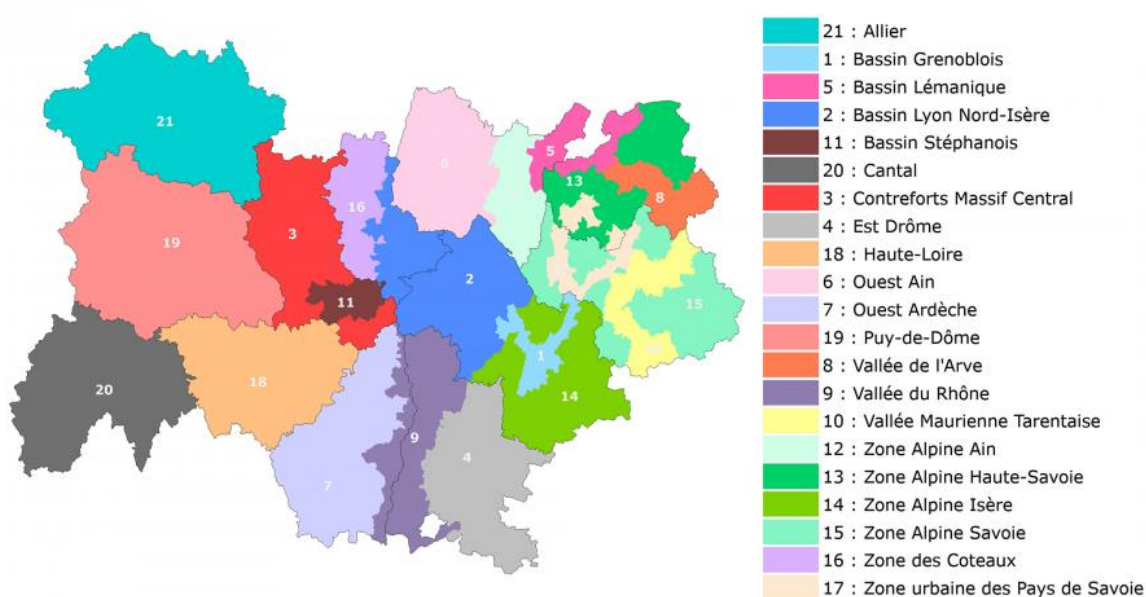 21
5
6
13
8
16
19
3
2
15
11
1
10
18
20
14
9
7
4
21 : Allier
1 : Bassin Grenoblois
5 : Bassin Lémanique
2 : Bassin Lyon Nord-Isère
11 : Bassin Stéphanois
20 : Cantal
3 : Contreforts Massif Central
4 : Est Drôme
18 : Haute-Loire
6 : Ouest Ain
7 : Ouest Ardèche
19 : Puy-de-Dôme
8 : Vallée de l'Arve
9 : Vallée du Rhône
10 : Vallée Maurienne Tarentaise
12 : Zone Alpine Ain
13 : Zone Alpine Haute-Savoie
14 : Zone Alpine Isère
15 : Zone Alpine Savoie
16 : Zone des Coteaux
17 : Zone urbaine des Pays de Savoie